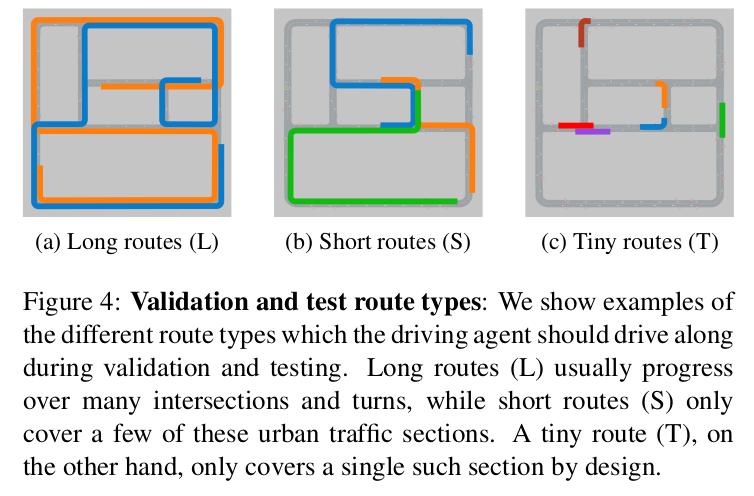 (a) Long routes (L)
(b) Short routes (S)
(c) Tiny routes (T)
Figure 4: Validation and test route types: We show examples of
the different route types which the driving agent should drive along
during validation and testing. Long routes (L) usually progress
over many intersections and turns, while short routes (S) only
cover a few of these urban traffic sections. A tiny route (T), on
the other hand, only covers a single such section by design.